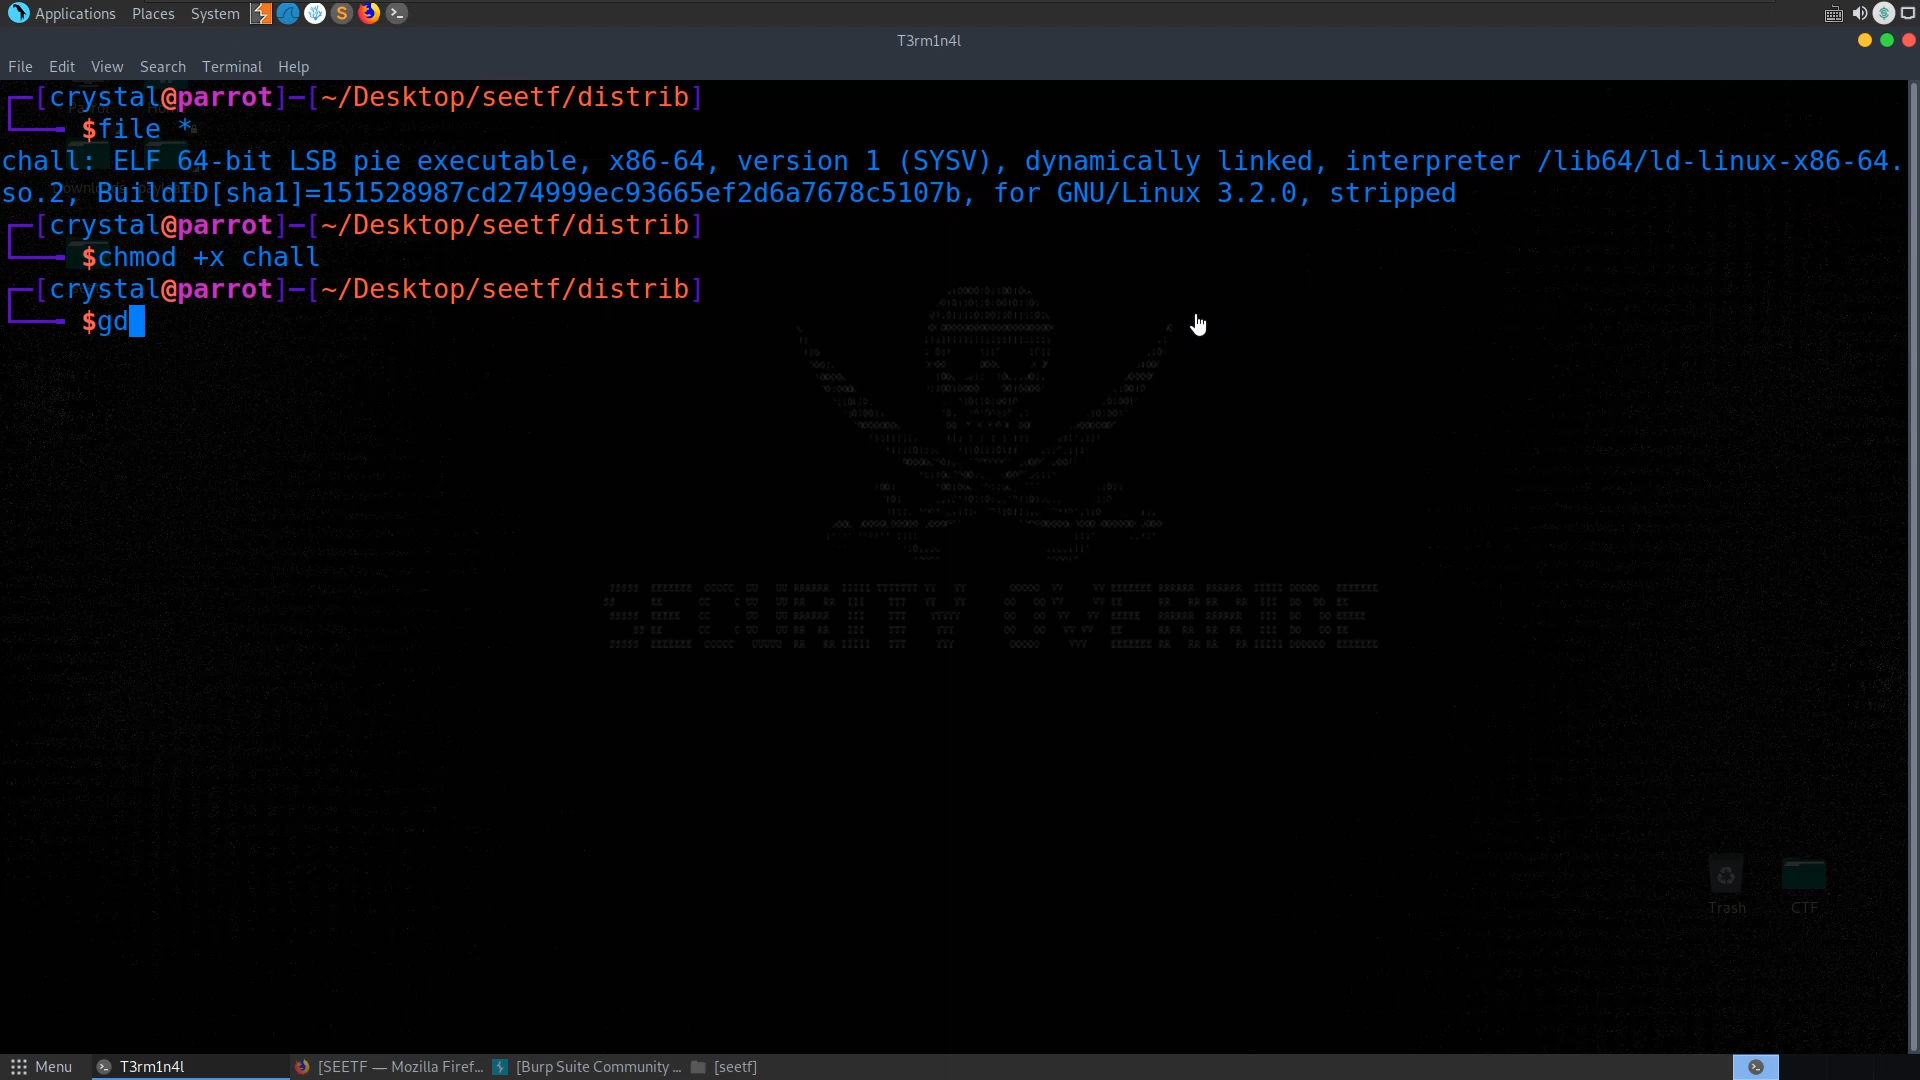 Applications Places System
T3rm1n4l
File Edit View Search Terminal Help
[crystal@parrot]─[~/Desktop/seetf/distrib]
$file *
chall: ELF 64-bit LSB pie executable, x86-64, version 1 (SYSV), dynamically linked, interpreter /lib64/ld-linux-x86-64.
so.2, BuildID[sha1]=151528987cd274999ec93665ef2d6a7678c5107b, for GNU/Linux 3.2.0, stripped
[crystal@parrot]─[~/Desktop/seetf/distrib]
$chmod +x chall
[crystal@parrot]─[~/Desktop/seetf/distrib]
$gd
SECURITY OVERRIDE
Trash CTF
Menu T3rm1n4l [SEETF — Mozilla Firef... [Burp Suite Community ... [seetf]